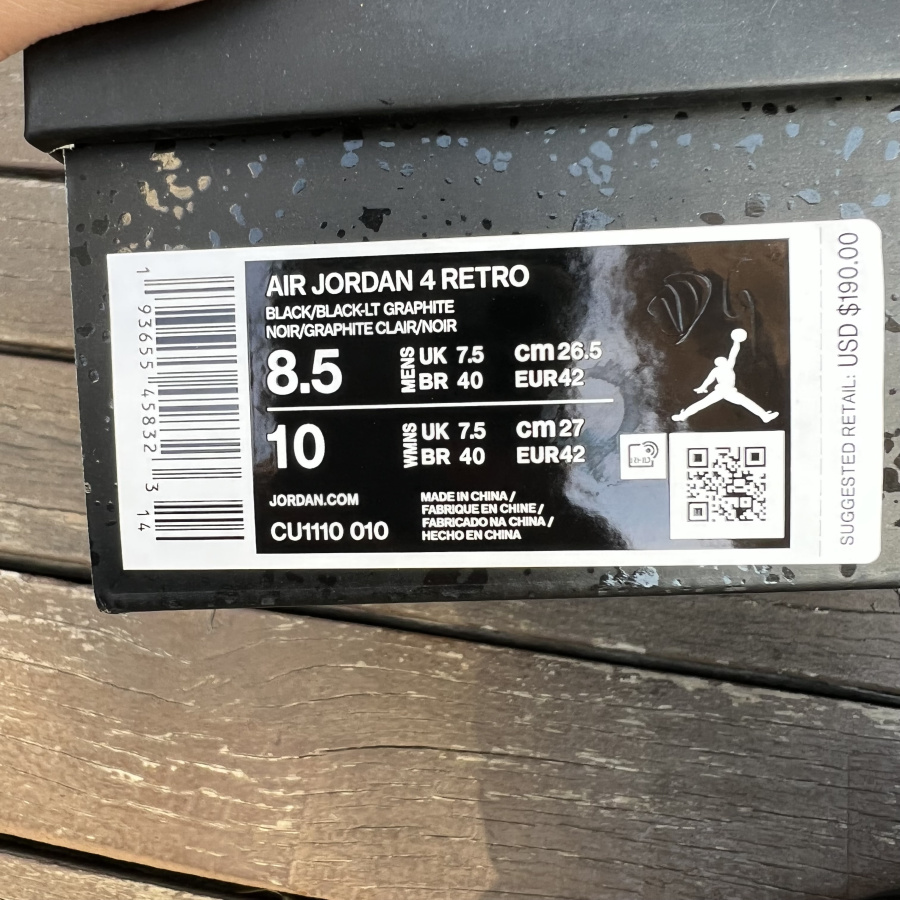 AIR JORDAN 4 RETRO
BLACK/BLACK-LT GRAPHITE
NOIR/GRAPHITE CLAIR/NOIR
8.5 MENS UK 7.5 cm 26.5
BR 40 EUR42
10 WMNS UK 7.5 cm 27
BR 40 EUR42
JORDAN.COM
CU1110 010
MADE IN CHINA /
FABRIQUE EN CHINE /
FABRICADO NA CHINA /
HECHO EN CHINA
1 93655 45832 3 14
SUGGESTED RETAIL: USD $190.00